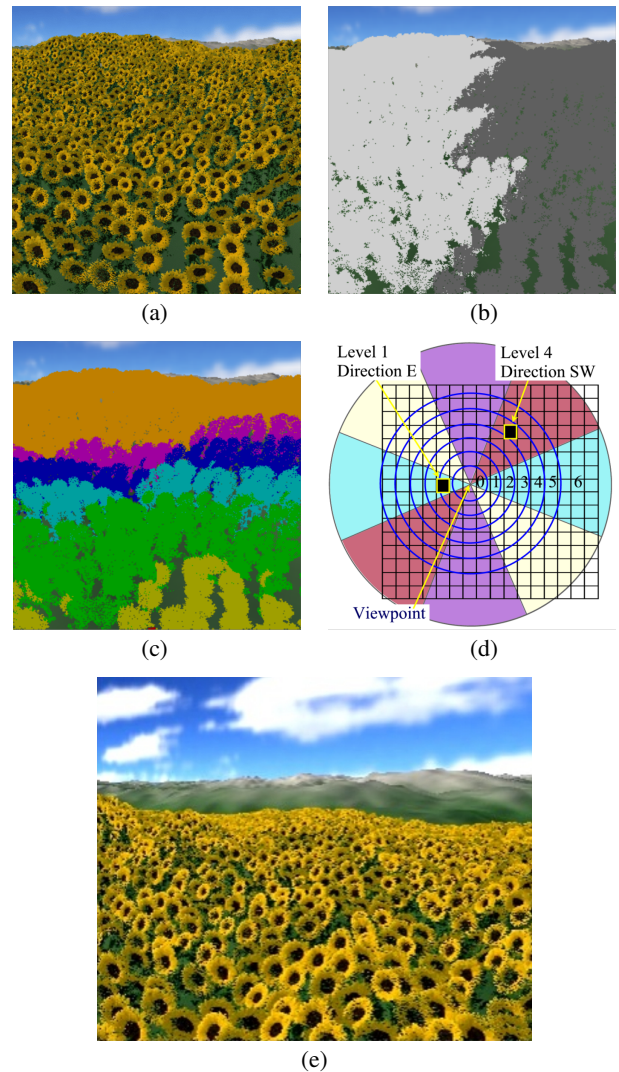 (a)
(b)
Level 1
Direction E
Level 4
Direction SW
0 1 2 3 4 5 6
Viewpoint
(c)
(d)
(e)